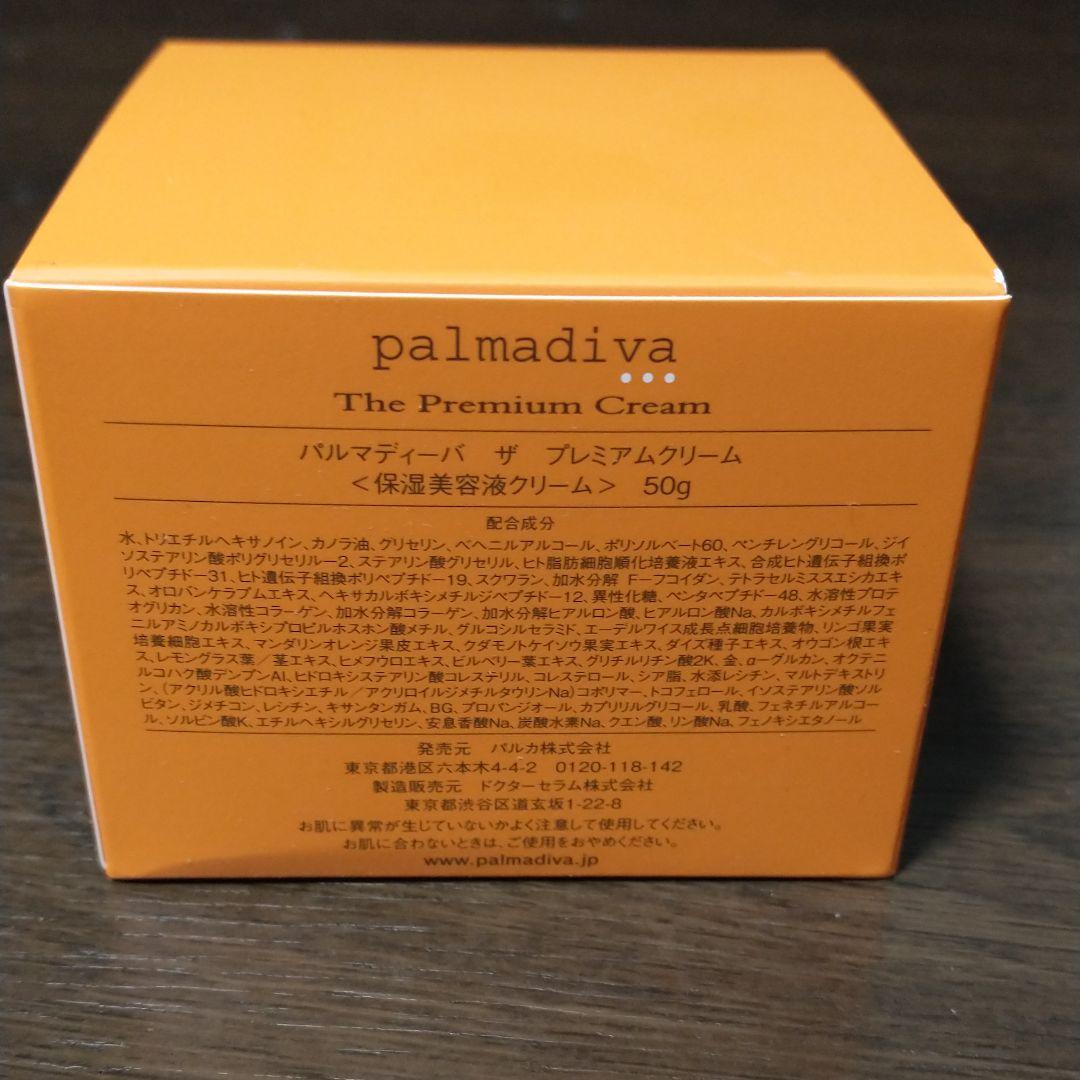 palmadiva
The Premium Cream
パルマディーバ ザ プレミアムクリーム
＜保湿美容液クリーム＞ 50g
配合成分
水、トリエチルヘキサノイン、カノラ油、グリセリン、ベヘニルアルコール、ポリソルベート60、ペンチレングリコール、ジイ
ソステアリン酸ポリグリセリル－2、ステアリン酸グリセリル、ヒト脂肪細胞順化培養液エキス、合成ヒト遺伝子組換ポ
リペプチド－31、ヒト遺伝子組換ポリペプチド－19、スクワラン、加水分解 F－フコイダン、テトラセルミススエシカエキ
ス、オロバンケラプムエキス、ヘキサカルボキシメチルジペプチド－12、異性化糖、ペンタペプチド－48、水溶性プロテ
オグリカン、水溶性コラーゲン、加水分解コラーゲン、加水分解ヒアルロン酸、ヒアルロン酸Na、カルボキシメチルフェ
ニルアミノカルボキシプロピルホスホン酸メチル、グルコシルセラミド、エーデルワイス成長点細胞培養物、リンゴ果実
培養細胞エキス、マンダリンオレンジ果皮エキス、クダモノトケイソウ果実エキス、ダイズ種子エキス、オウゴン根エキ
ス、レモングラス葉／茎エキス、ヒメフウロエキス、ビルベリー葉エキス、グリチルリチン酸2K、金、α－グルカン、オクテニ
ルコハク酸デンプンAl、ヒドロキシステアリン酸コレステリル、コレステロール、シア脂、水添レシチン、マルトデキストリ
ン、（アクリル酸ヒドロキシエチル／アクリロイルジメチルタウリンNa）コポリマー、トコフェロール、イソステアリン酸ソル
ビタン、ジメチコン、レシチン、キサンタンガム、BG、プロパンジオール、カプリリルグリコール、乳酸、フェネチルアルコー
ル、ソルビン酸K、エチルヘキシルグリセリン、安息香酸Na、炭酸水素Na、クエン酸、リン酸Na、フェノキシエタノール
発売元 パルカ株式会社
東京都港区六本木4-4-2 0120-118-142
製造販売元 ドクターセラム株式会社
東京都渋谷区道玄坂1-22-8
お肌に異常が生じていないかよく注意して使用してください。
お肌に合わないときは、ご使用をおやめください。
www.palmadiva.jp